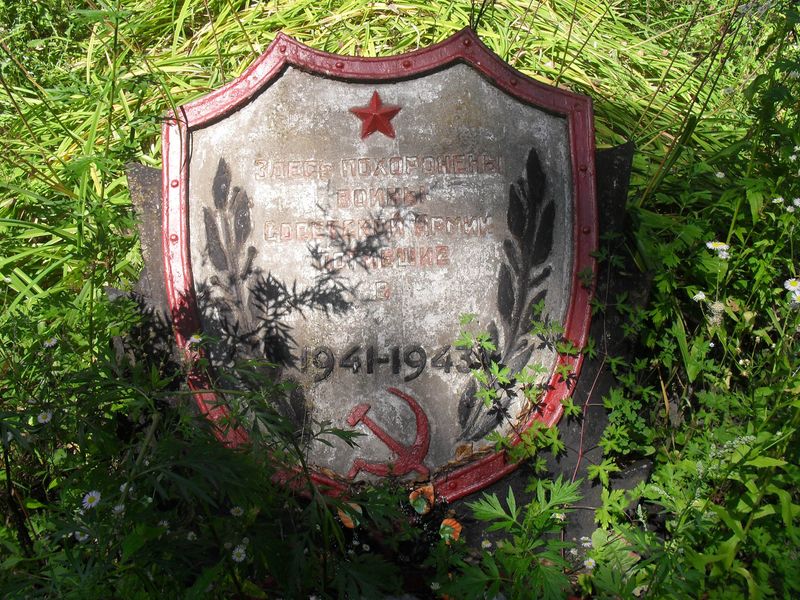 ЗДЕСЬ ПОХОРОНЕНЫ
ВОИНЫ
СОВЕТСКОЙ АРМИИ
ПОГИБШИЕ
В
1941-1943